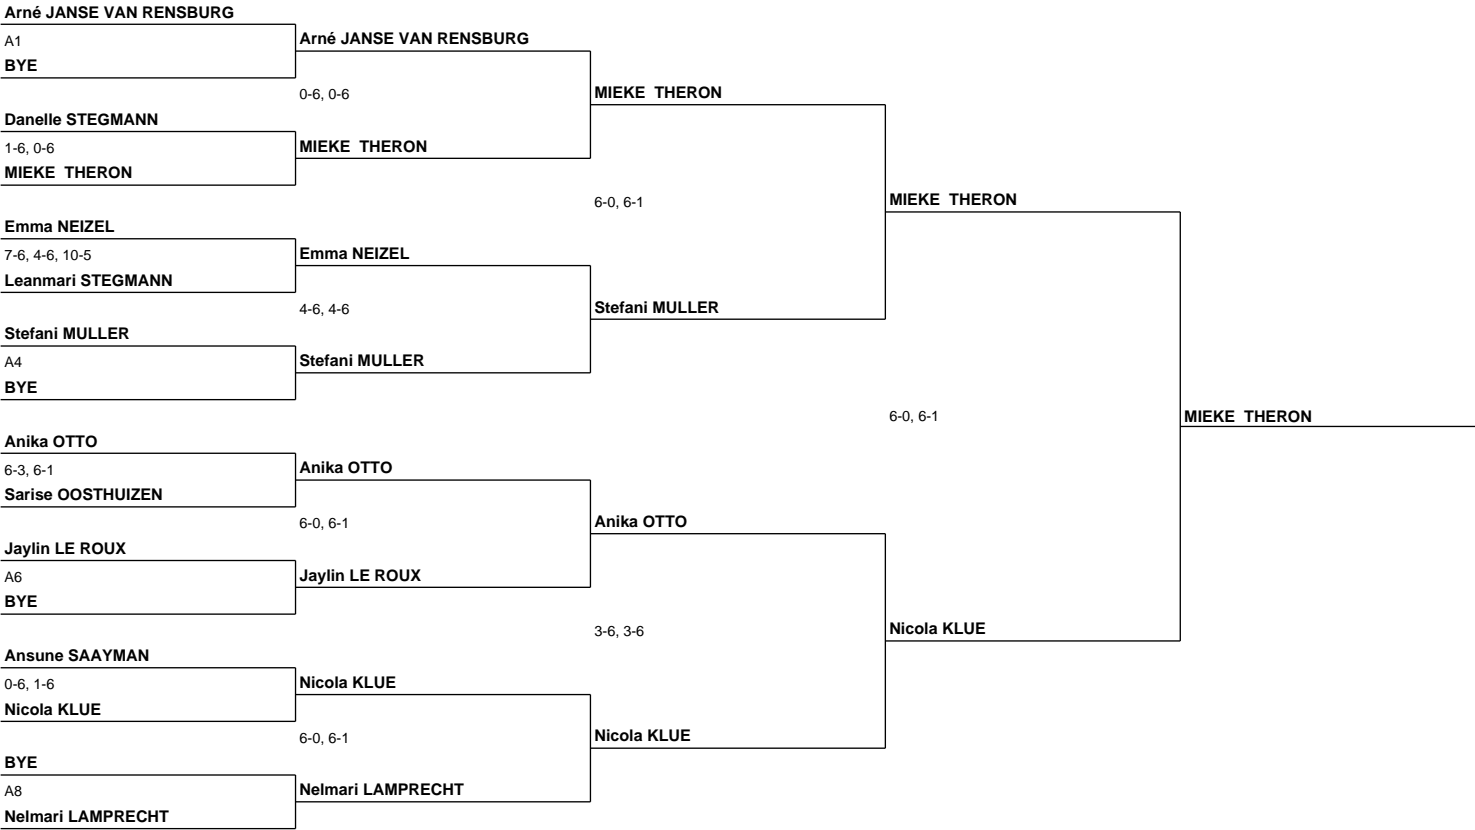 Arné JANSE VAN RENSBURG
A1
BYE
Danelle STEGMANN
1-6, 0-6
MIEKE  THERON
Emma NEIZEL
7-6, 4-6, 10-5
Leanmari STEGMANN
Stefani MULLER
A4
BYE
Anika OTTO
6-3, 6-1
Sarise OOSTHUIZEN
Jaylin LE ROUX
A6
BYE
Ansune SAAYMAN
0-6, 1-6
Nicola KLUE
BYE
A8
Nelmari LAMPRECHT
Arné JANSE VAN RENSBURG
0-6, 0-6
MIEKE  THERON
Emma NEIZEL
4-6, 4-6
Stefani MULLER
Anika OTTO
6-0, 6-1
Jaylin LE ROUX
Nicola KLUE
6-0, 6-1
Nelmari LAMPRECHT
MIEKE  THERON
6-0, 6-1
Stefani MULLER
Anika OTTO
3-6, 3-6
Nicola KLUE
MIEKE  THERON
6-0, 6-1
Nicola KLUE
MIEKE  THERON